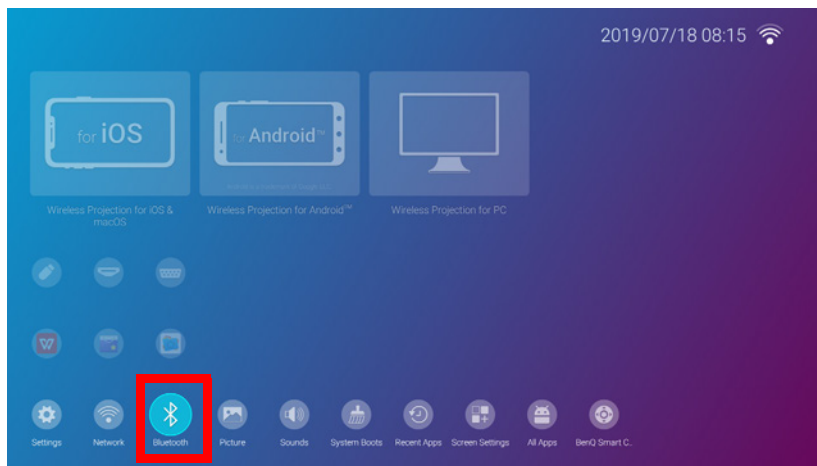 2019/07/18 08:15
for iOS
for Android™
Wireless Projection for iOS &
macOS
Wireless Projection for Android™
Wireless Projection for PC
Settings
Network
Bluetooth
Picture
Sounds
System Boots
Recent Apps
Screen Settings
All Apps
BenQ Smart C..